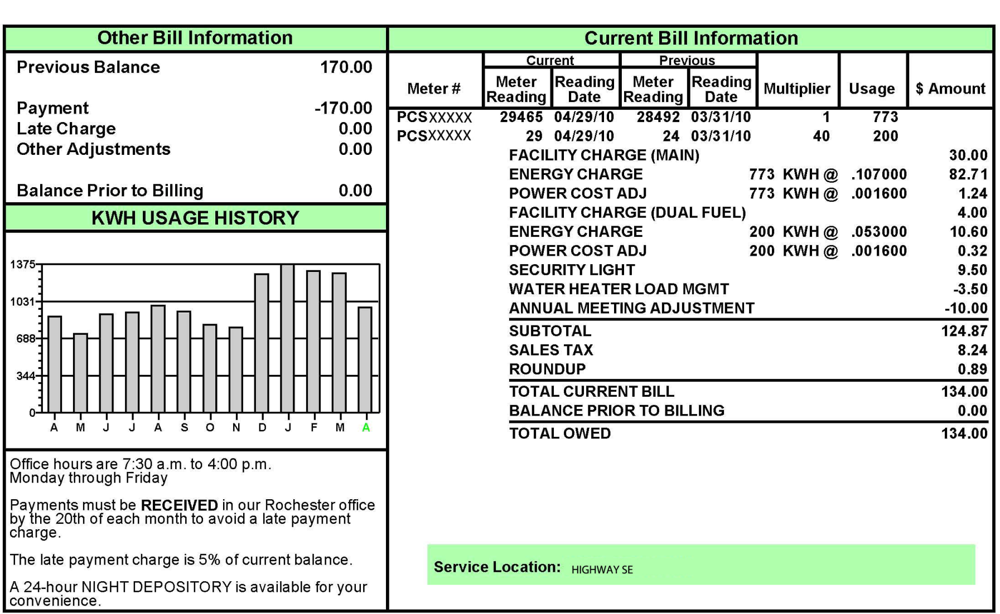 Other Bill Information
Previous Balance 170.00
Payment -170.00
Late Charge 0.00
Other Adjustments 0.00
Balance Prior to Billing 0.00
KWH USAGE HISTORY
1375
1031
688
344
0
A M J J A S O N D J F M A
Office hours are 7:30 a.m. to 4:00 p.m.
Monday through Friday
Payments must be RECEIVED in our Rochester office
by the 20th of each month to avoid a late payment
charge.
The late payment charge is 5% of current balance.
A 24-hour NIGHT DEPOSITORY is available for your
convenience.
Current Bill Information
Current Previous
Meter # Meter Reading Reading Date Meter Reading Reading Date Multiplier Usage $ Amount
PCSXXXXX 29465 04/29/10 28492 03/31/10 1 773
PCSXXXXX 29 04/29/10 24 03/31/10 40 200
FACILITY CHARGE (MAIN) 30.00
ENERGY CHARGE 773 KWH @ .107000 82.71
POWER COST ADJ 773 KWH @ .001600 1.24
FACILITY CHARGE (DUAL FUEL) 4.00
ENERGY CHARGE 200 KWH @ .053000 10.60
POWER COST ADJ 200 KWH @ .001600 0.32
SECURITY LIGHT 9.50
WATER HEATER LOAD MGMT -3.50
ANNUAL MEETING ADJUSTMENT -10.00
SUBTOTAL 124.87
SALES TAX 8.24
ROUNDUP 0.89
TOTAL CURRENT BILL 134.00
BALANCE PRIOR TO BILLING 0.00
TOTAL OWED 134.00
Service Location: HIGHWAY SE